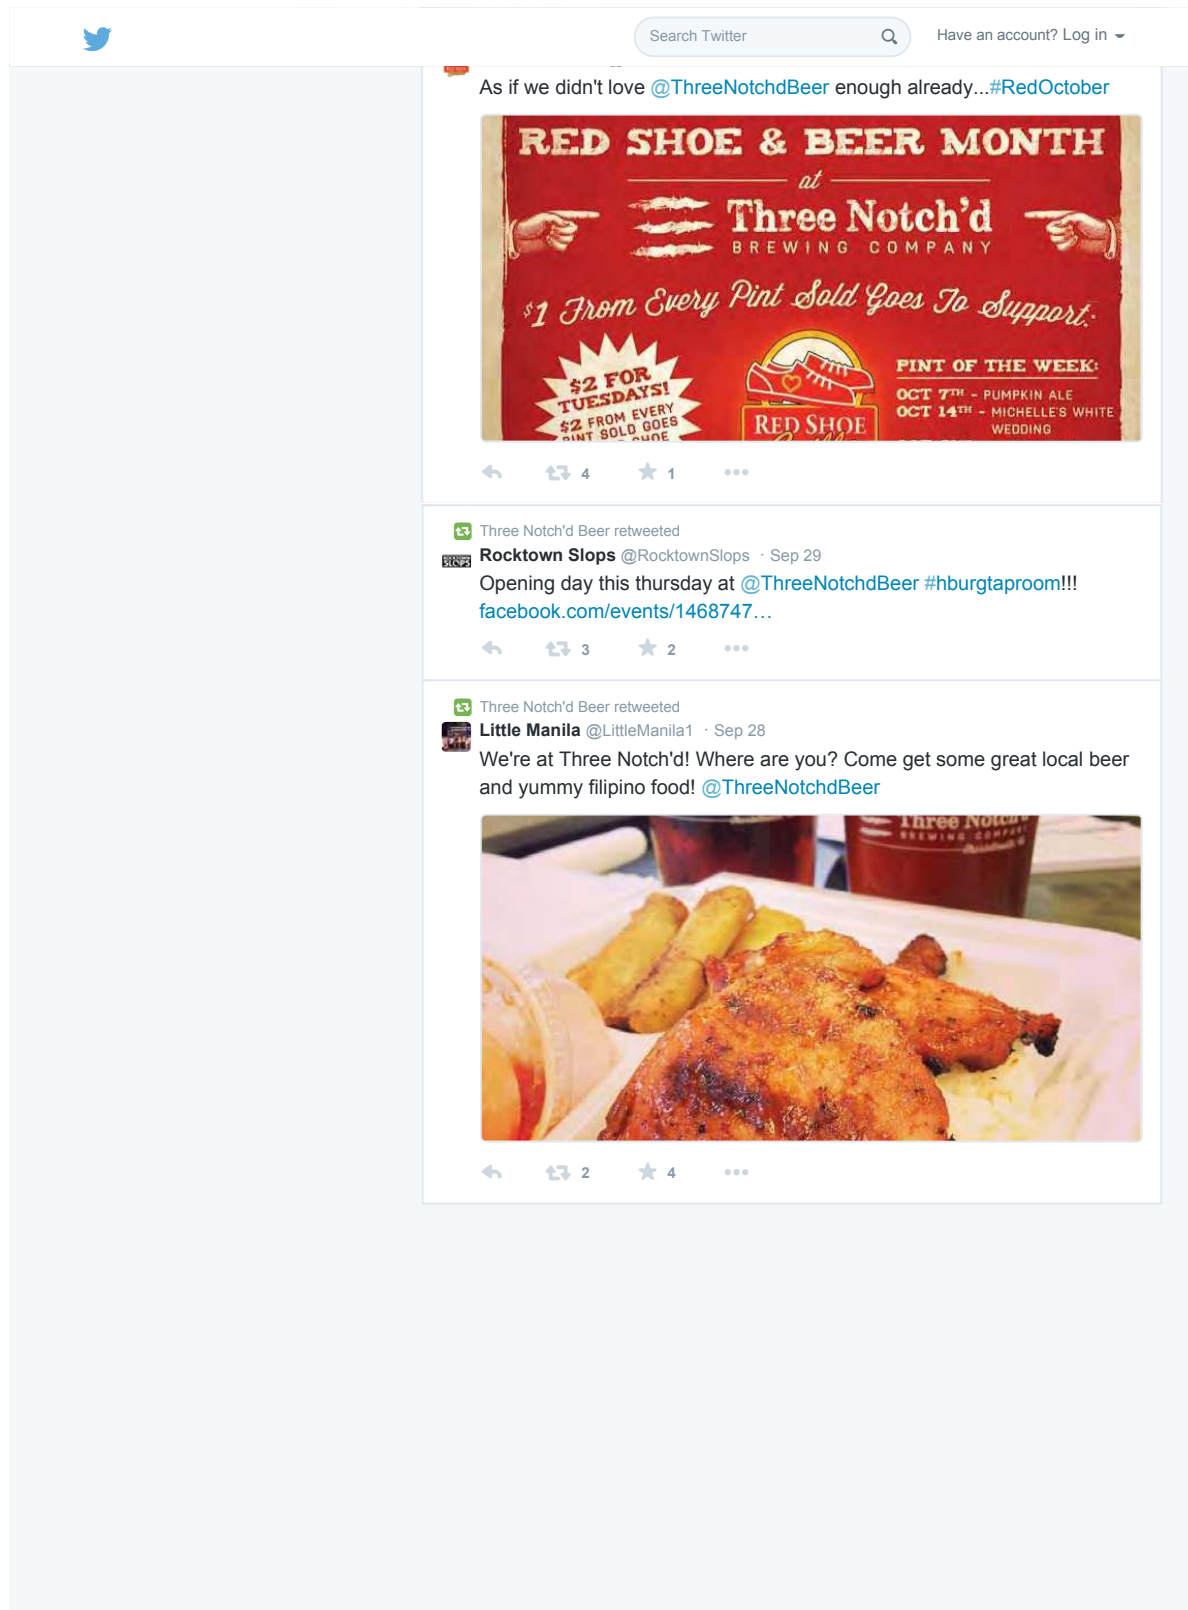 Search Twitter
Have an account? Log in
As if we didn't love @ThreeNotchdBeer enough already...#RedOctober
RED SHOE & BEER MONTH
at
Three Notch'd
BREWING COMPANY
$1 From Every Pint Sold Goes To Support:
$2 FOR
TUESDAYS!
$2 FROM EVERY
PINT SOLD GOES
SHOE
RED SHOE
PINT OF THE WEEK:
OCT 7TH - PUMPKIN ALE
OCT 14TH - MICHELLE'S WHITE
WEDDING
4
1
Three Notch'd Beer retweeted
ROCKTOWN
SLOPS
Rocktown Slops @RocktownSlops · Sep 29
Opening day this thursday at @ThreeNotchdBeer #hburgtaproom!!!
facebook.com/events/1468747…
3
2
Three Notch'd Beer retweeted
Little Manila @LittleManila1 · Sep 28
We're at Three Notch'd! Where are you? Come get some great local beer
and yummy filipino food! @ThreeNotchdBeer
Three Notch'd
BREWING COMPANY
2
4